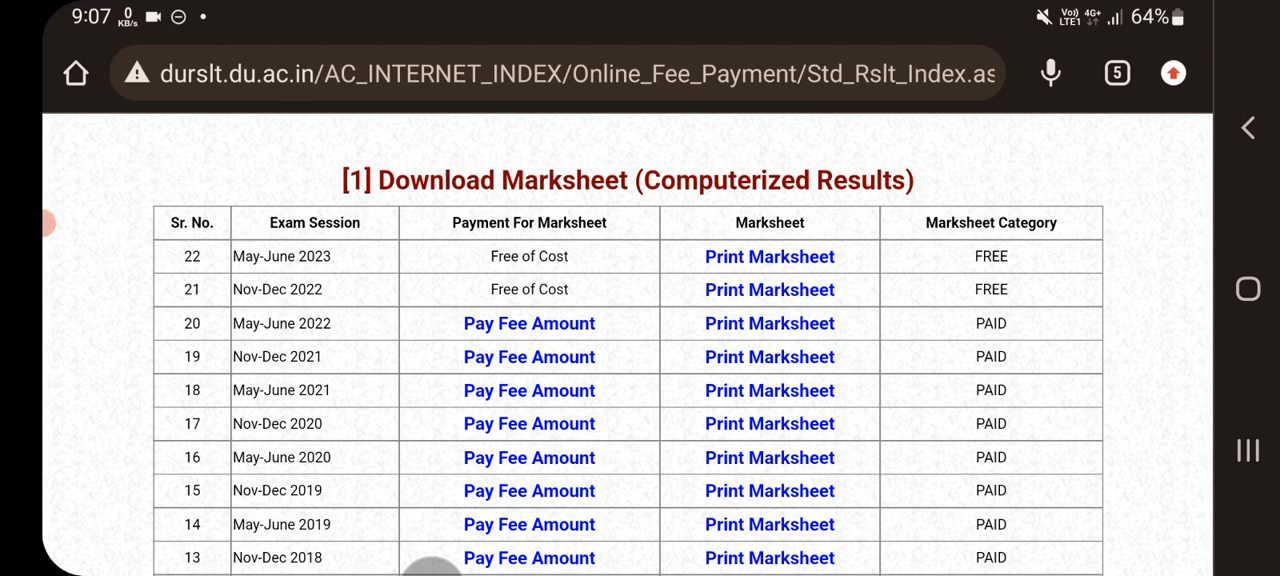 9:07 0 KB/s Vo) LTE1 4G+ 64%
durslt.du.ac.in/AC_INTERNET_INDEX/Online_Fee_Payment/Std_Rslt_Index.as 5
[1] Download Marksheet (Computerized Results)
Sr. No. Exam Session Payment For Marksheet Marksheet Marksheet Category
22 May-June 2023 Free of Cost Print Marksheet FREE
21 Nov-Dec 2022 Free of Cost Print Marksheet FREE
20 May-June 2022 Pay Fee Amount Print Marksheet PAID
19 Nov-Dec 2021 Pay Fee Amount Print Marksheet PAID
18 May-June 2021 Pay Fee Amount Print Marksheet PAID
17 Nov-Dec 2020 Pay Fee Amount Print Marksheet PAID
16 May-June 2020 Pay Fee Amount Print Marksheet PAID
15 Nov-Dec 2019 Pay Fee Amount Print Marksheet PAID
14 May-June 2019 Pay Fee Amount Print Marksheet PAID
13 Nov-Dec 2018 Pay Fee Amount Print Marksheet PAID